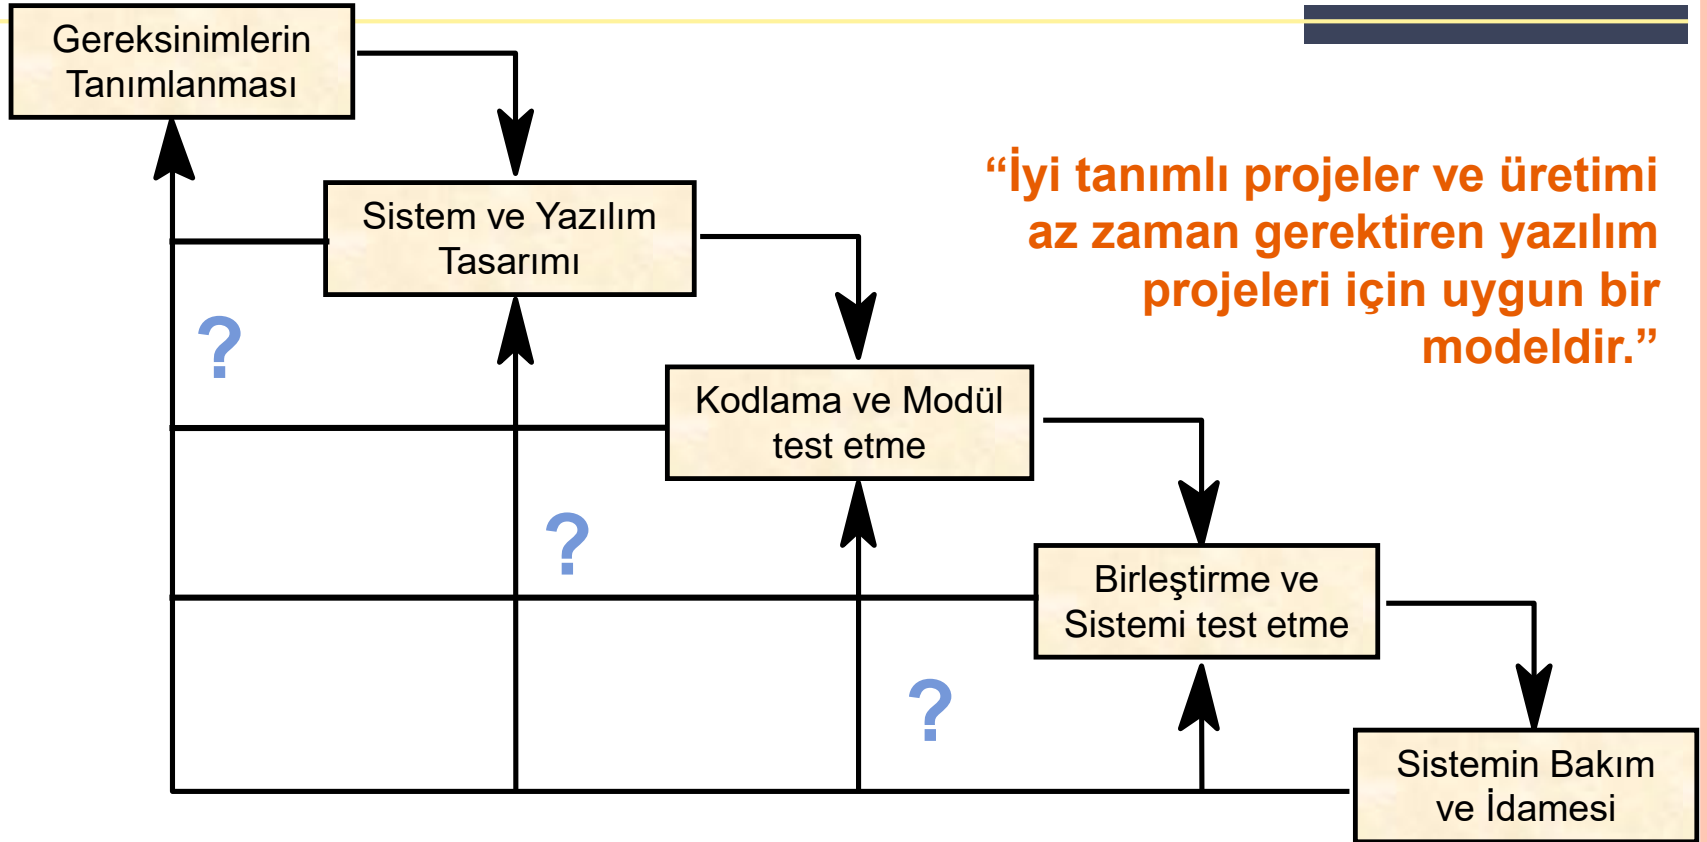 Gereksinimlerin
Tanımlanması
Sistem ve Yazılım
Tasarımı
“İyi tanımlı projeler ve üretimi
az zaman gerektiren yazılım
projeleri için uygun bir
modeldir.”
?
Kodlama ve Modül
test etme
?
Birleştirme ve
Sistemi test etme
?
Sistemin Bakım
ve İdamesi